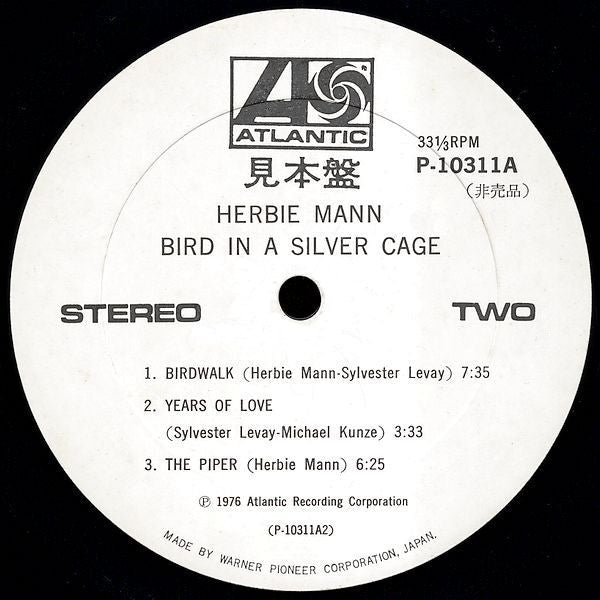 ATLANTIC
33⅓RPM
P-10311A
見本盤
(非売品)
HERBIE MANN
BIRD IN A SILVER CAGE
STEREO
TWO
1. BIRDWALK (Herbie Mann-Sylvester Levay) 7:35
2. YEARS OF LOVE
(Sylvester Levay-Michael Kunze) 3:33
3. THE PIPER (Herbie Mann) 6:25
Ⓟ 1976 Atlantic Recording Corporation
(P-10311A2)
MADE BY WARNER PIONEER CORPORATION, JAPAN.